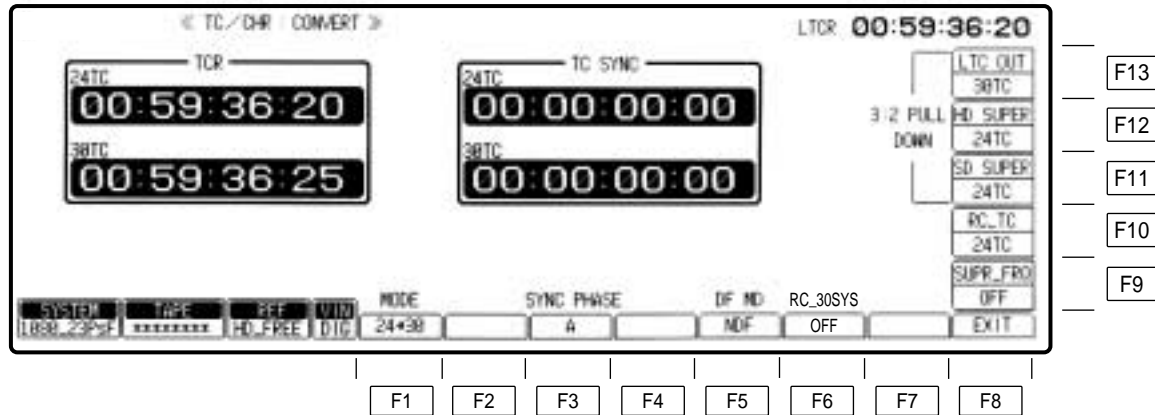 ≪ TC/CHR CONVERT ≫
LTCR 00:59:36:20
TCR
24TC
00:59:36:20
30TC
00:59:36:25
TC SYNC
24TC
00:00:00:00
30TC
00:00:00:00
3:2 PULL
DOWN
LTC OUT
30TC
F13
HD SUPER
24TC
F12
SD SUPER
24TC
F11
RC_TC
24TC
F10
SUPR_FRO
OFF
F9
SYSTEM
1080_23PsF
TAPE
********
REF
HD_FREE
VIN
DIG
MODE
24*30
SYNC PHASE
A
DF MD
NDF
RC_30SYS
OFF
EXIT
F1 F2 F3 F4 F5 F6 F7 F8